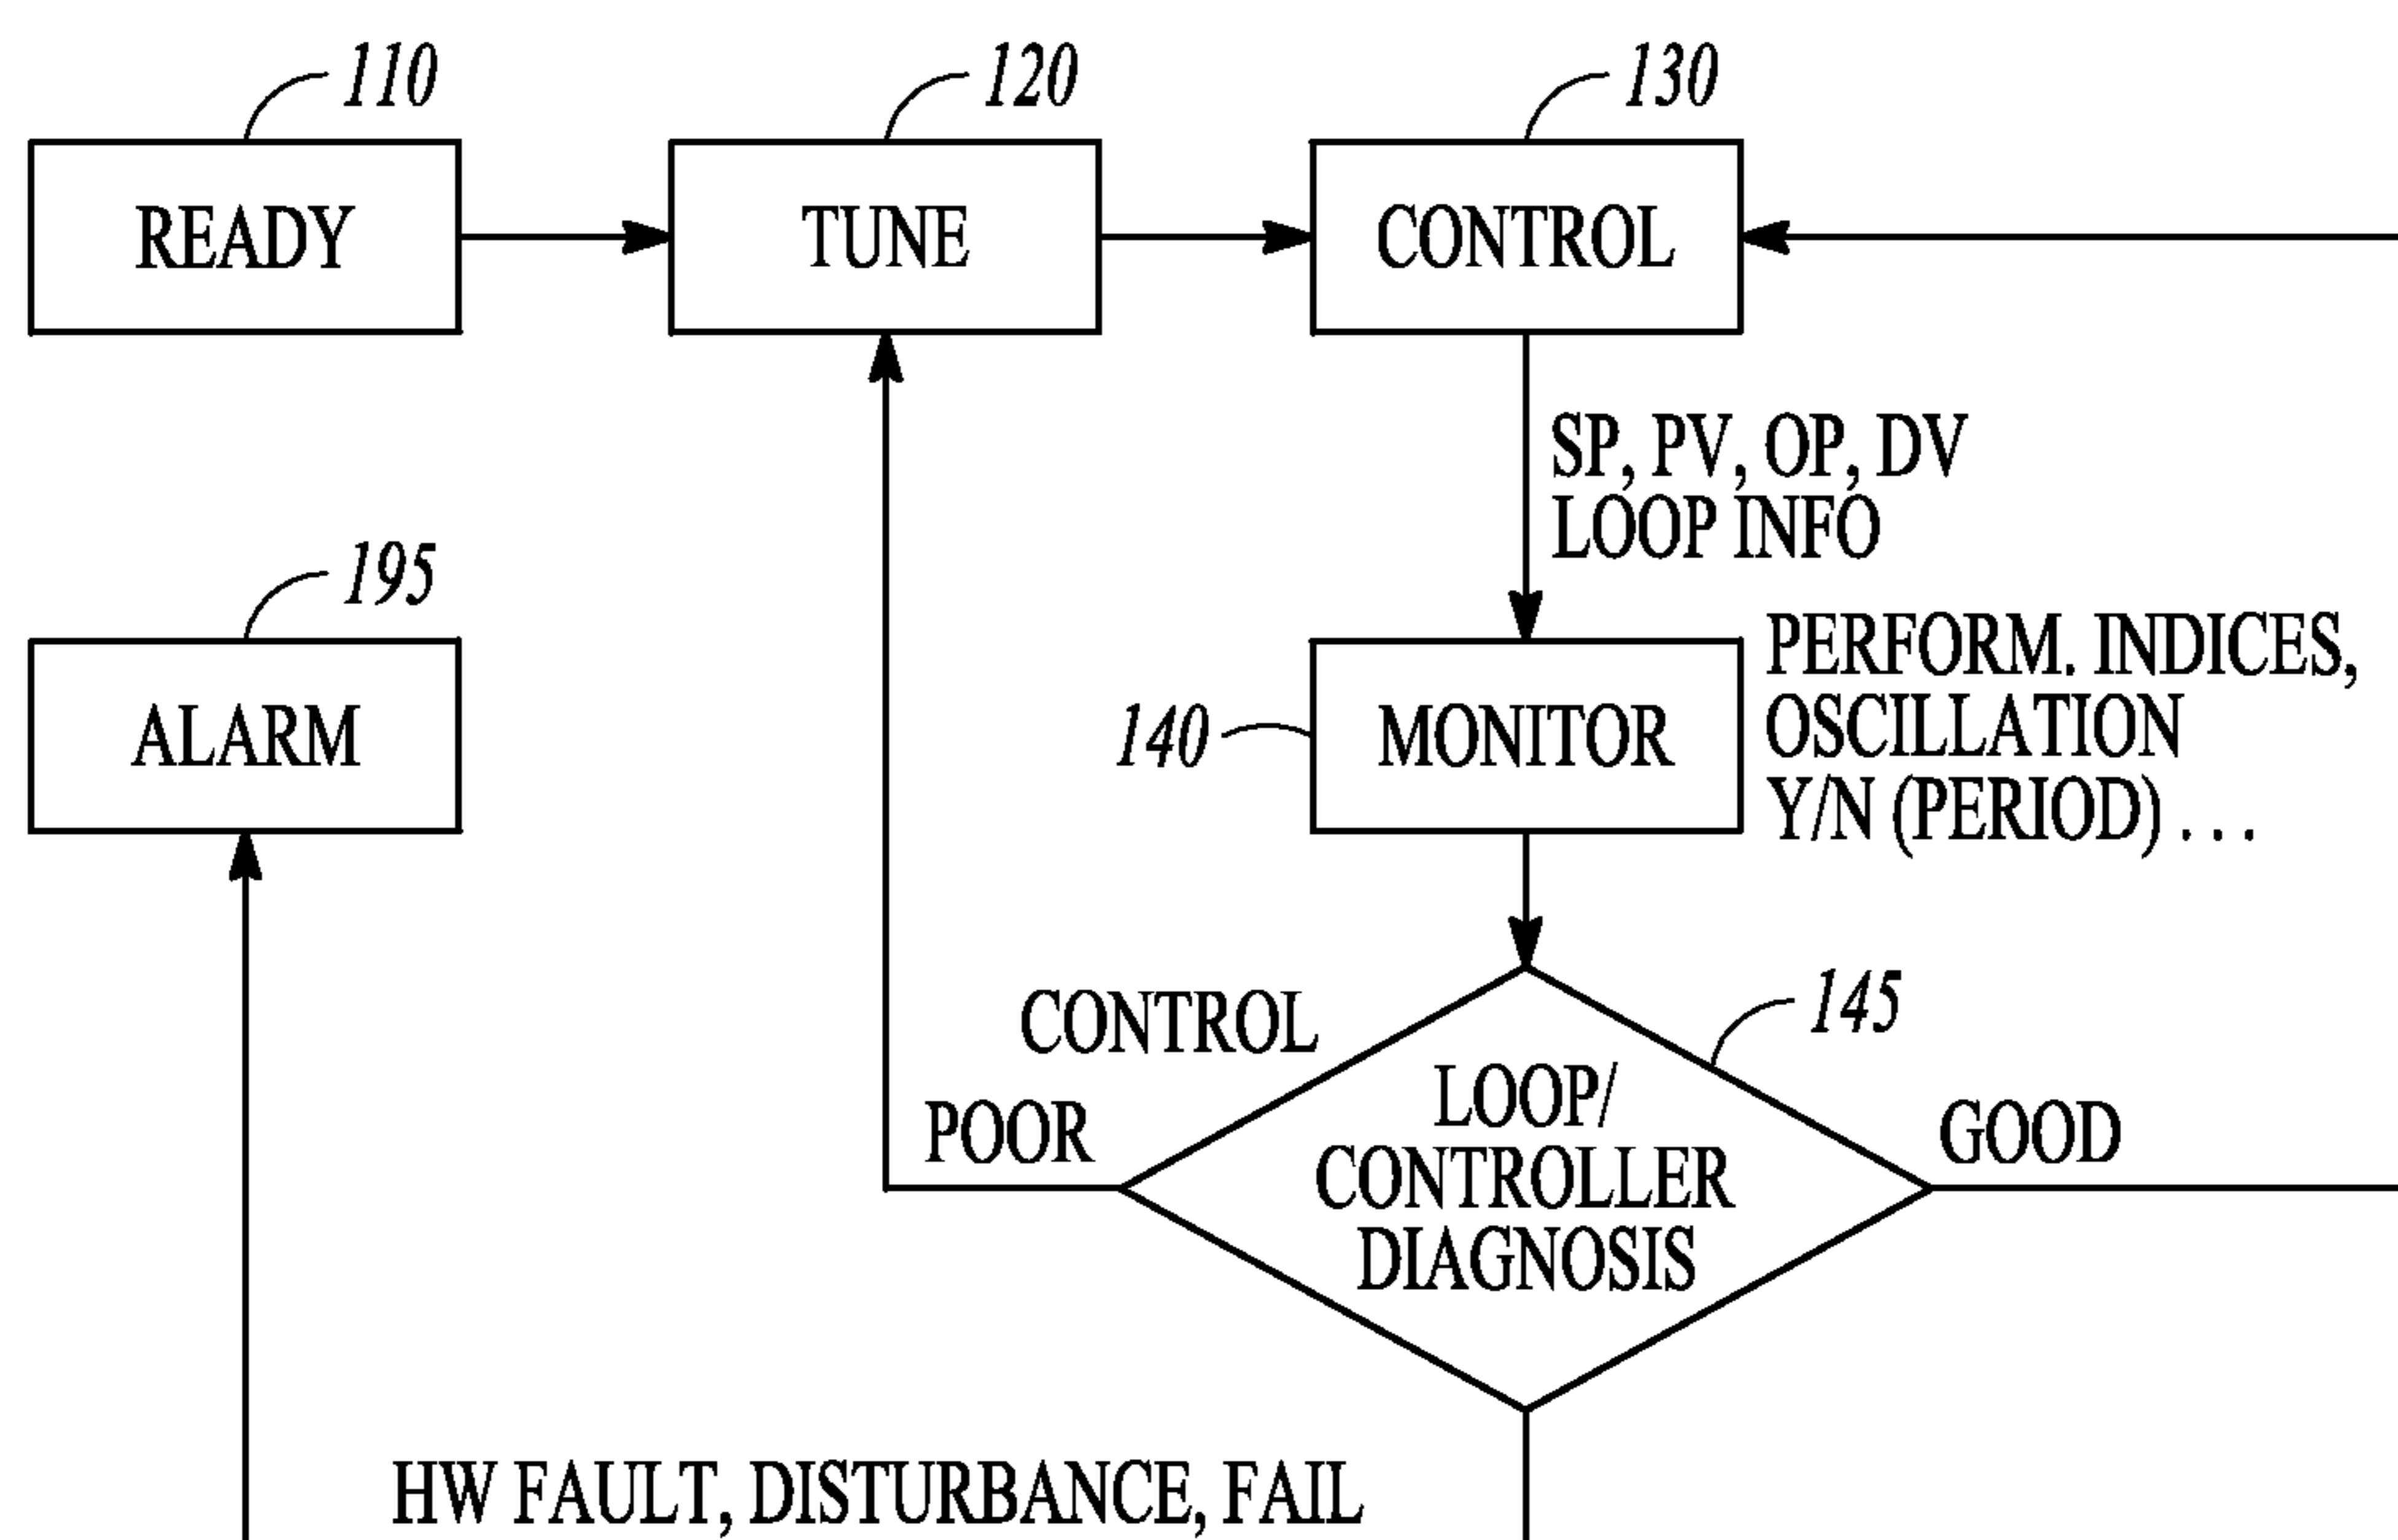 110
120
130
READY
TUNE
CONTROL
SP, PV, OP, DV
LOOP INFO
195
ALARM
140
MONITOR
PERFORM. INDICES,
OSCILLATION
Y/N (PERIOD) . . .
145
CONTROL
POOR
LOOP/
CONTROLLER
DIAGNOSIS
GOOD
HW FAULT, DISTURBANCE, FAIL